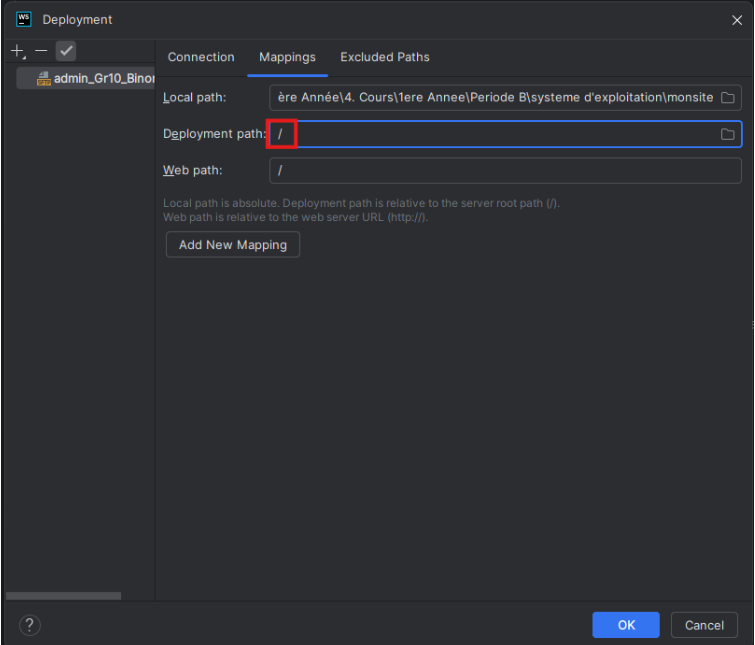 WS Deployment
Connection Mappings Excluded Paths
admin_Gr10_Binor
Local path: ère Année\4. Cours\1ere Annee\Periode B\systeme d'exploitation\monsite
Deployment path: /
Web path: /
Local path is absolute. Deployment path is relative to the server root path (/).
Web path is relative to the web server URL (http://).
Add New Mapping
? OK Cancel